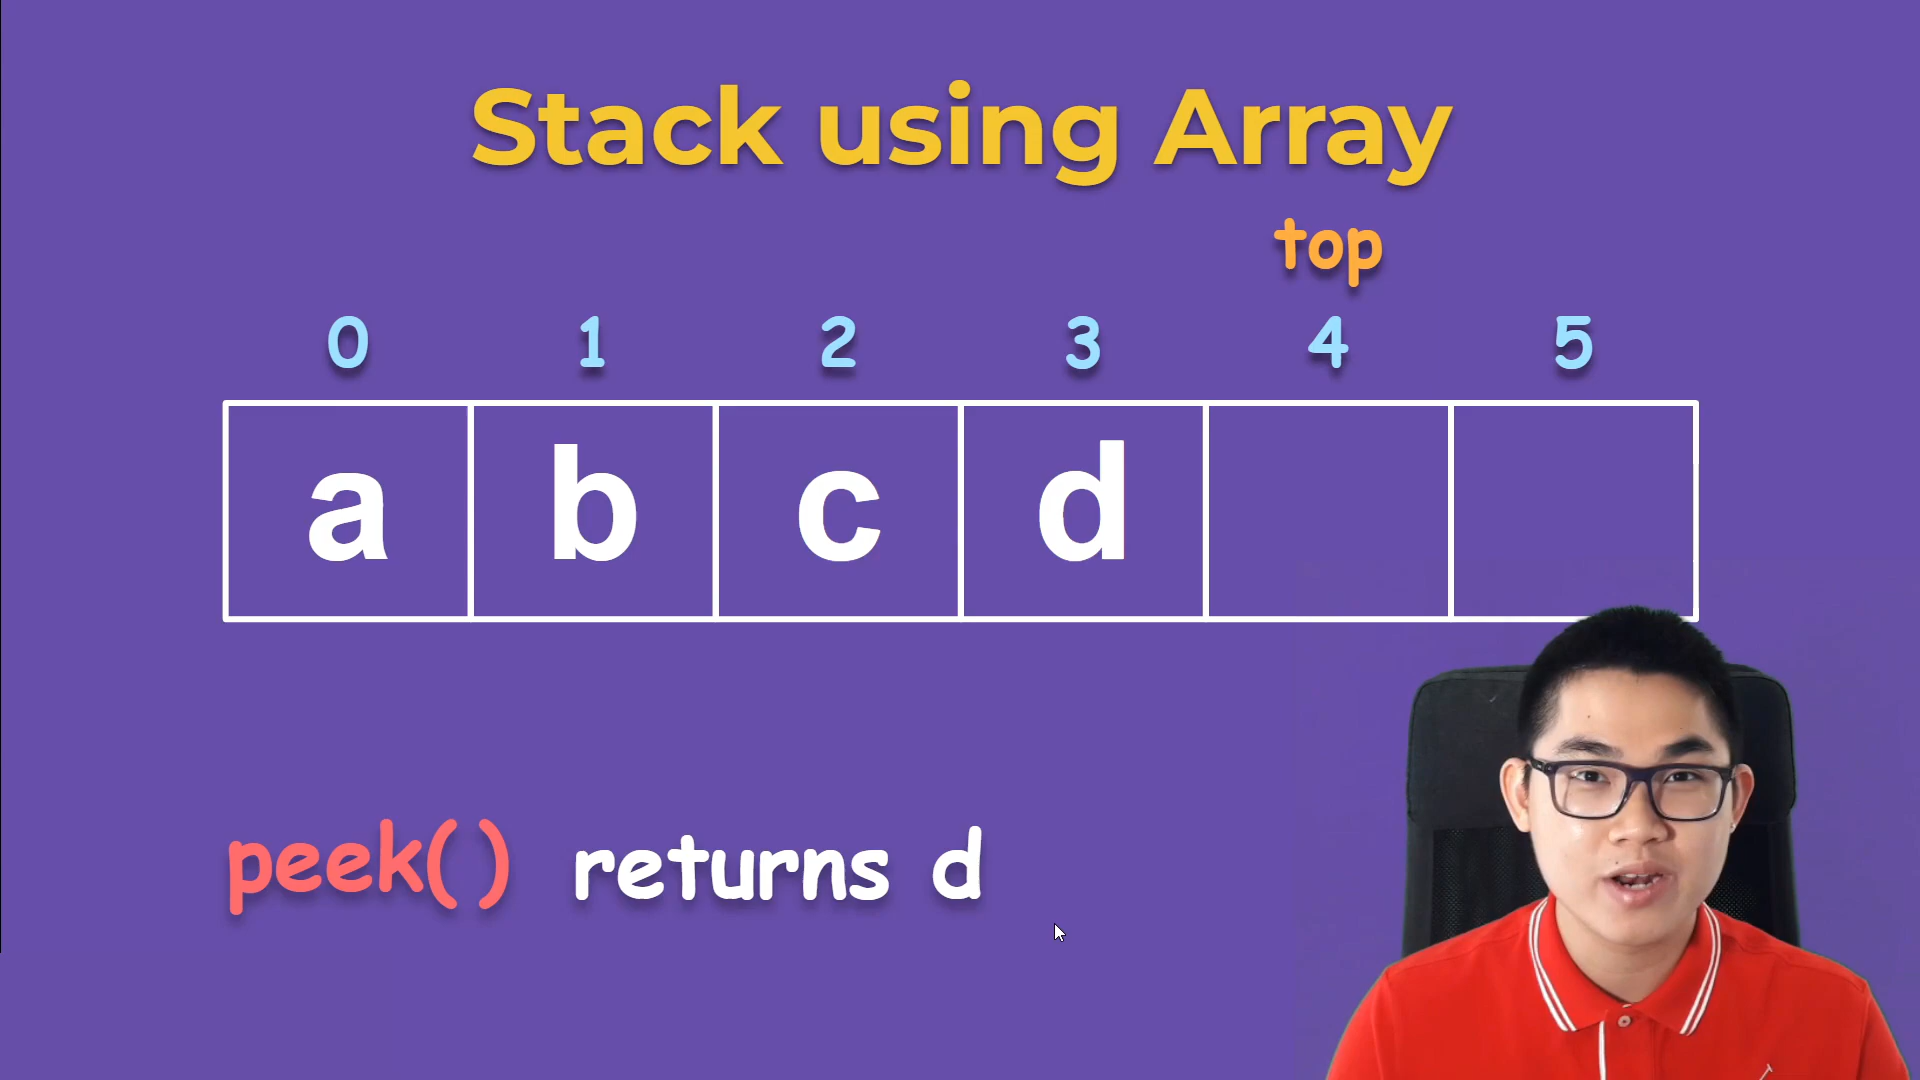 Stack using Array
top
0 1 2 3 4 5
a b c d
peek() returns d